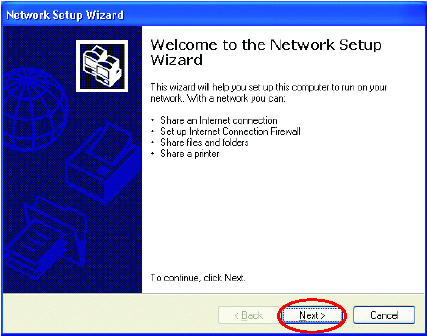 Network Setup Wizard
Welcome to the Network Setup
Wizard
This wizard will help you set up this computer to run on your
network. With a network you can:
• Share an Internet connection
• Set up Internet Connection Firewall
• Share files and folders
• Share a printer
To continue, click Next.
< Back
Next >
Cancel